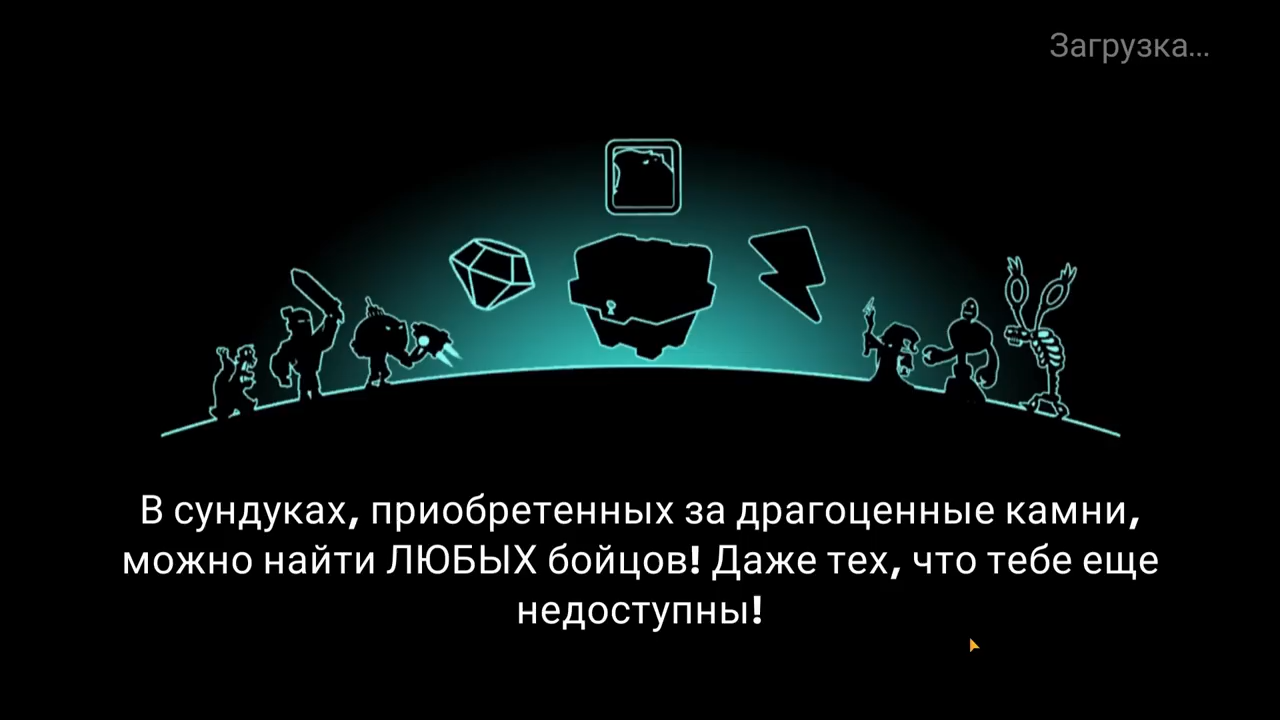 Загрузка...
В сундуках, приобретенных за драгоценные камни,
можно найти ЛЮБЫХ бойцов! Даже тех, что тебе еще
недоступны!